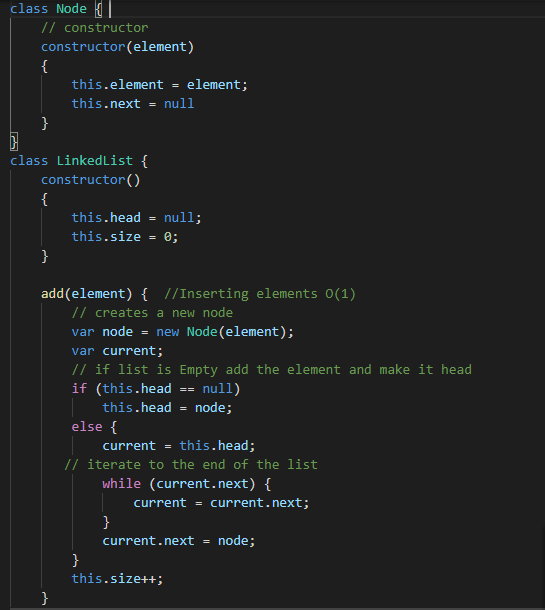 class Node {
    // constructor
    constructor(element)
    {
        this.element = element;
        this.next = null
    }
}
class LinkedList {
    constructor()
    {
        this.head = null;
        this.size = 0;
    }

    add(element) {  //Inserting elements O(1)
        // creates a new node
        var node = new Node(element);
        var current;
        // if list is Empty add the element and make it head
        if (this.head == null)
            this.head = node;
        else {
            current = this.head;
       // iterate to the end of the list
            while (current.next) {
                current = current.next;
            }
            current.next = node;
        }
        this.size++;
    }